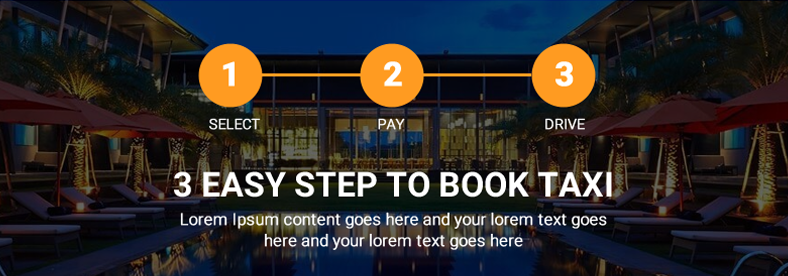 1 2 3
SELECT PAY DRIVE
3 EASY STEP TO BOOK TAXI
Lorem Ipsum content goes here and your lorem text goes
here and your lorem text goes here